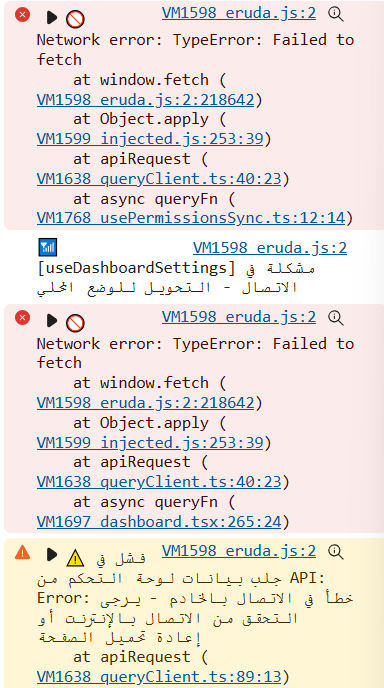 VM1598 eruda.js:2
Network error: TypeError: Failed to
fetch
at window.fetch (
VM1598 eruda.js:2:218642)
at Object.apply (
VM1599 injected.js:253:39)
at apiRequest (
VM1638 queryClient.ts:40:23)
at async queryFn (
VM1768 usePermissionsSync.ts:12:14)
VM1598 eruda.js:2
[useDashboardSettings] مشكلة في
الاتصال - التحويل للوضع المحلي
VM1598 eruda.js:2
Network error: TypeError: Failed to
fetch
at window.fetch (
VM1598 eruda.js:2:218642)
at Object.apply (
VM1599 injected.js:253:39)
at apiRequest (
VM1638 queryClient.ts:40:23)
at async queryFn (
VM1697 dashboard.tsx:265:24)
فشل في VM1598 eruda.js:2
جلب بيانات لوحة التحكم من API:
Error: خطأ في الاتصال بالخادم - يرجى
التحقق من الاتصال بالإنترنت أو
إعادة تحميل الصفحة
at apiRequest (
VM1638 queryClient.ts:89:13)